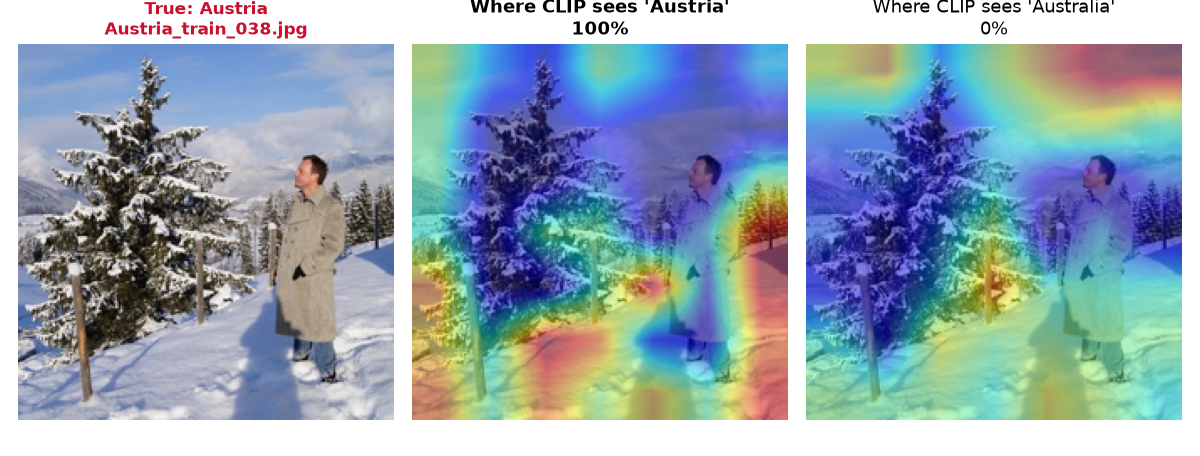 True: Austria
Austria_train_038.jpg
Where CLIP sees 'Austria'
100%
Where CLIP sees 'Australia'
0%